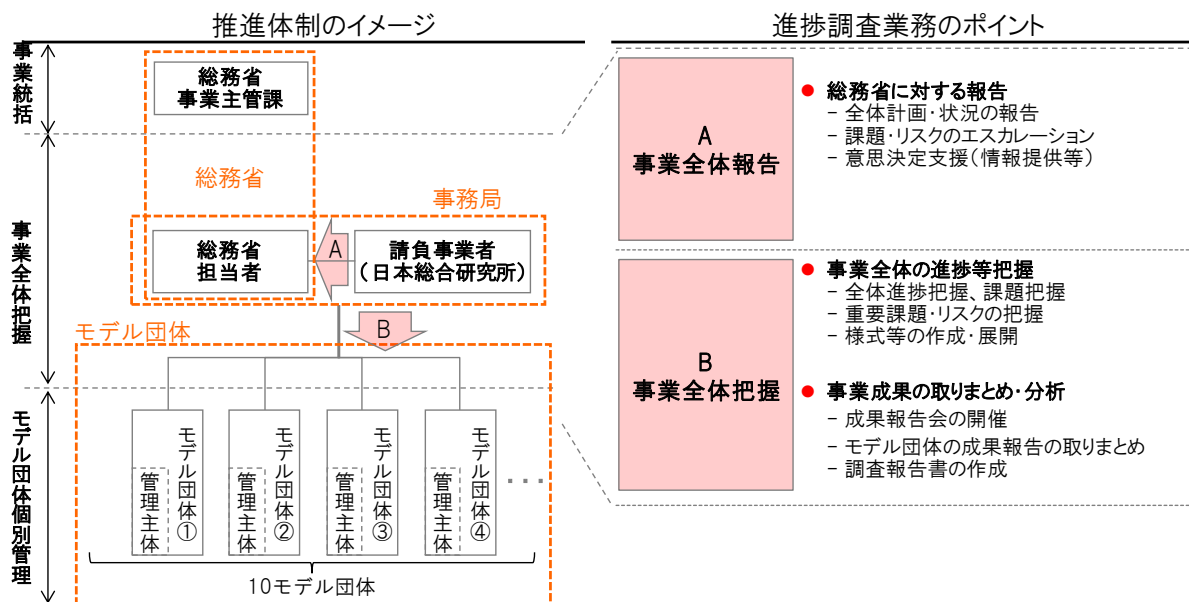 推進体制のイメージ
進捗調査業務のポイント
事業統括
総務省
事業主管課
総務省
事業全体把握
事務局
総務省
担当者
A
請負事業者
(日本総合研究所)
B
モデル団体
モデル団体個別管理
モデル団体①
管理主体
モデル団体②
管理主体
モデル団体③
管理主体
モデル団体④
管理主体
・・・
10モデル団体
A
事業全体報告
● 総務省に対する報告
– 全体計画・状況の報告
– 課題・リスクのエスカレーション
– 意思決定支援(情報提供等)
B
事業全体把握
● 事業全体の進捗等把握
– 全体進捗把握、課題把握
– 重要課題・リスクの把握
– 様式等の作成・展開
● 事業成果の取りまとめ・分析
– 成果報告会の開催
– モデル団体の成果報告の取りまとめ
– 調査報告書の作成